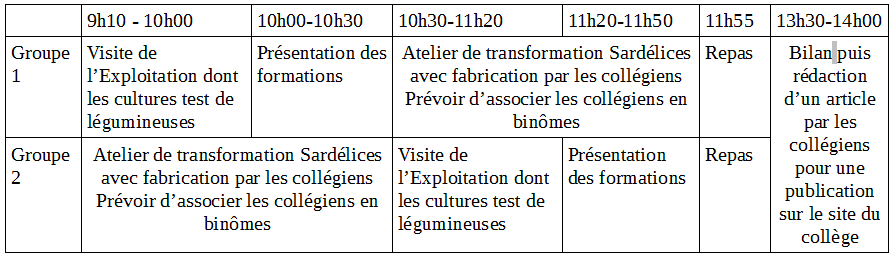 9h10 - 10h00 10h00-10h30 10h30-11h20 11h20-11h50 11h55 13h30-14h00
Groupe 1
Visite de
l’Exploitation dont
les cultures test de
légumineuses
Présentation des
formations
Atelier de transformation Sardélices
avec fabrication par les collégiens
Prévoir d’associer les collégiens en
binômes
Repas
Bilan puis
rédaction
d’un article
par les
collégiens
pour une
publication
sur le site du
collège
Groupe 2
Atelier de transformation Sardélices
avec fabrication par les collégiens
Prévoir d’associer les collégiens en
binômes
Visite de
l’Exploitation dont
les cultures test de
légumineuses
Présentation
des formations
Repas